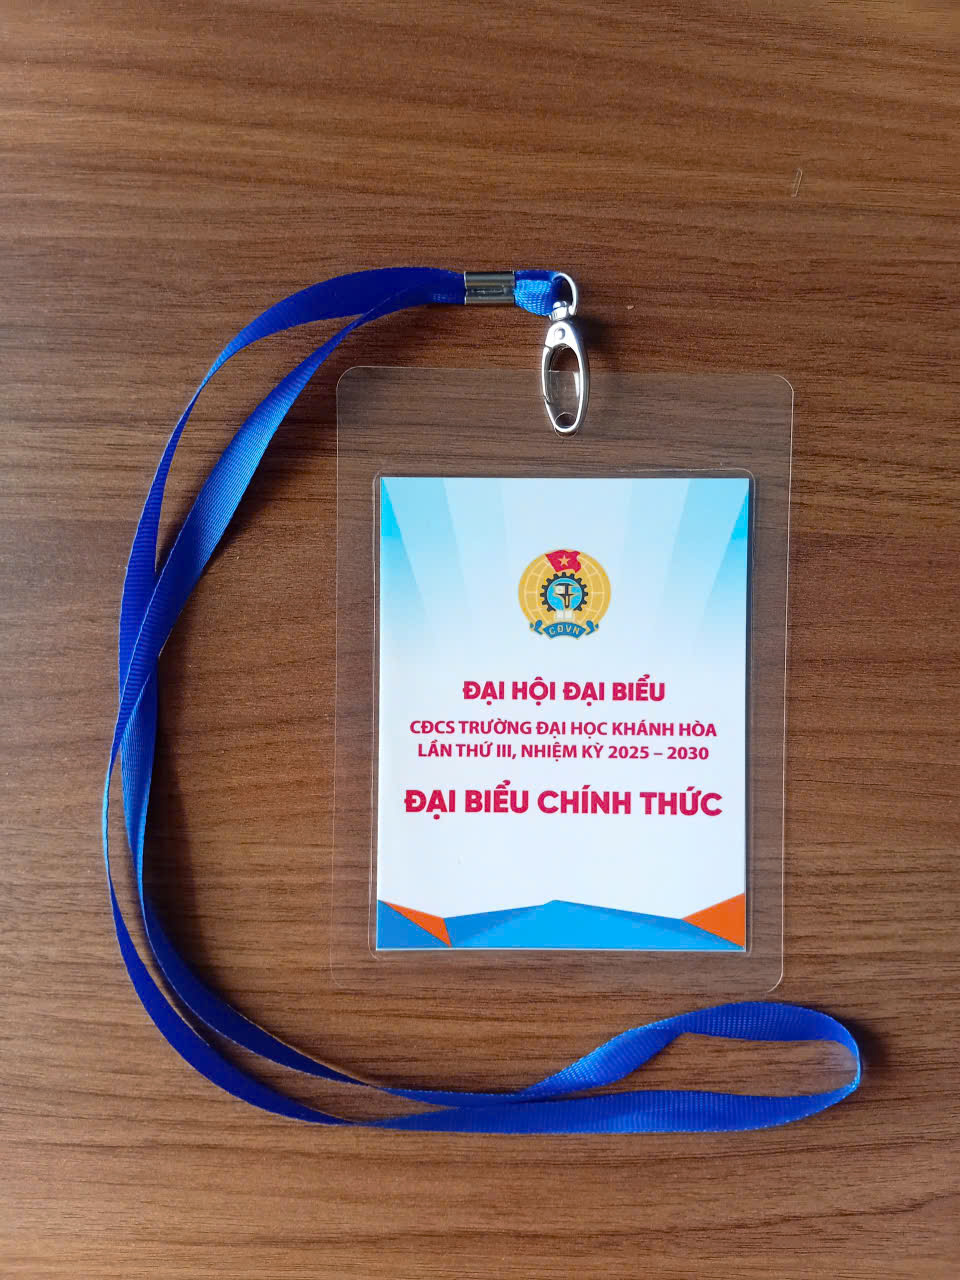 CĐVN
ĐẠI HỘI ĐẠI BIỂU
CĐCS TRƯỜNG ĐẠI HỌC KHÁNH HÒA
LẦN THỨ III, NHIỆM KỲ 2025 – 2030
ĐẠI BIỂU CHÍNH THỨC